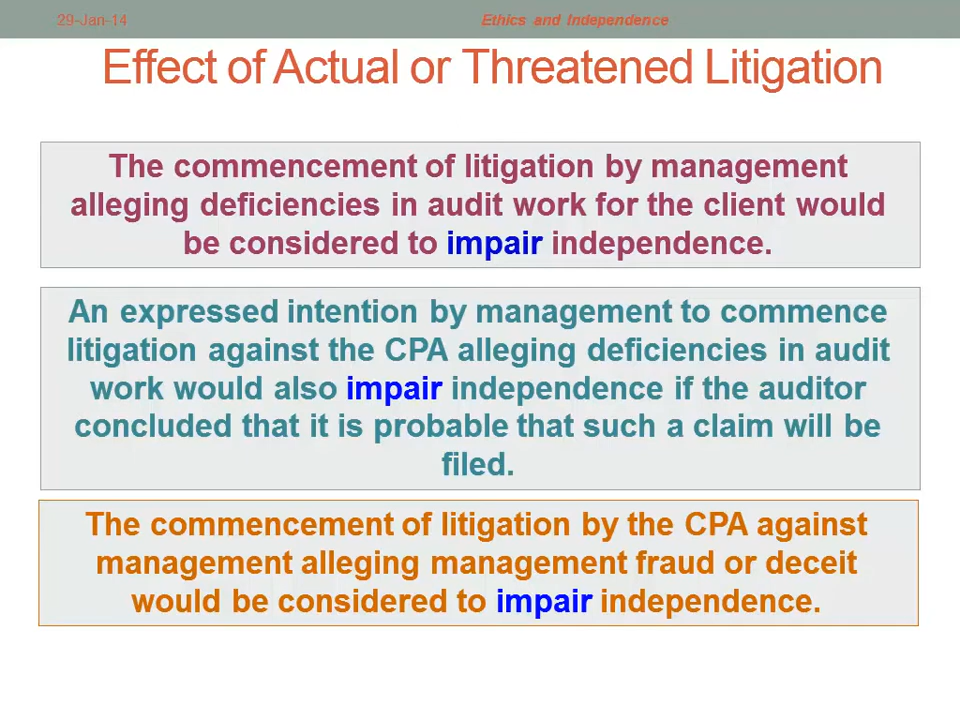 29-Jan-14
Ethics and Independence
Effect of Actual or Threatened Litigation
The commencement of litigation by management
alleging deficiencies in audit work for the client would
be considered to impair independence.
An expressed intention by management to commence
litigation against the CPA alleging deficiencies in audit
work would also impair independence if the auditor
concluded that it is probable that such a claim will be
filed.
The commencement of litigation by the CPA against
management alleging management fraud or deceit
would be considered to impair independence.